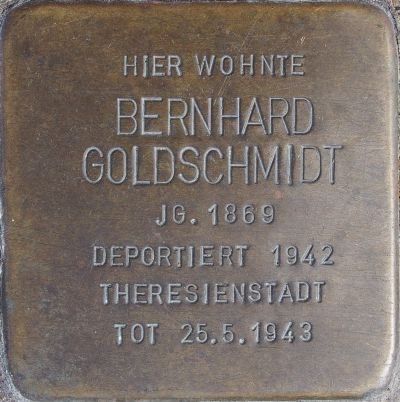 HIER WOHNTE
BERNHARD
GOLDSCHMIDT
JG. 1869
DEPORTIERT 1942
THERESIENSTADT
TOT 25.5.1943